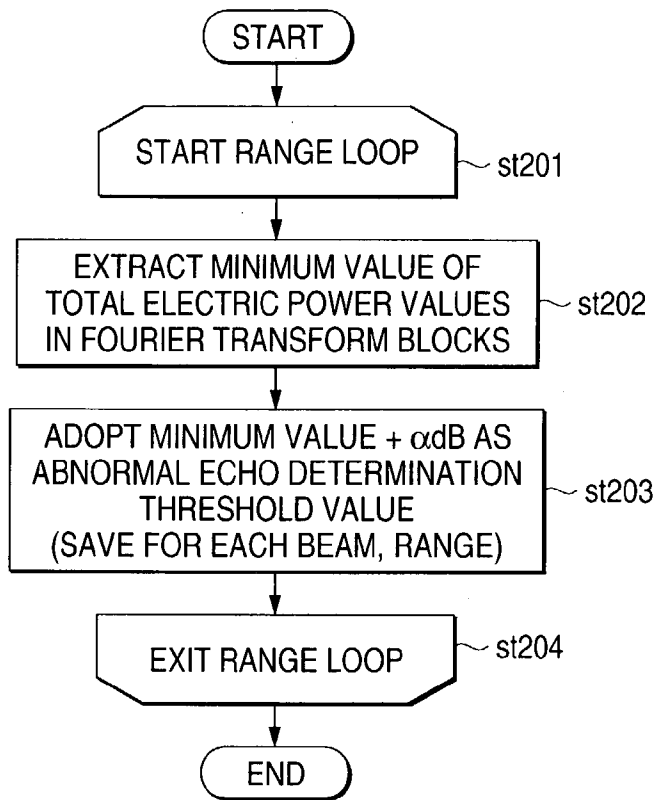 START
START RANGE LOOP
st201
EXTRACT MINIMUM VALUE OF
TOTAL ELECTRIC POWER VALUES
IN FOURIER TRANSFORM BLOCKS
st202
ADOPT MINIMUM VALUE + αdB AS
ABNORMAL ECHO DETERMINATION
THRESHOLD VALUE
(SAVE FOR EACH BEAM, RANGE)
st203
EXIT RANGE LOOP
st204
END